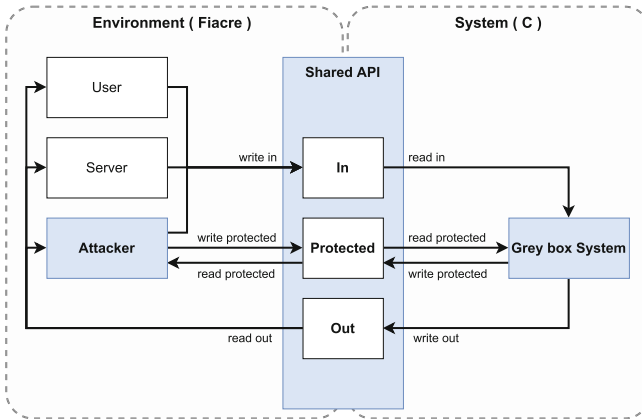 Environment ( Fiacre )
System ( C )
Shared API
User
Server
write in
In
read in
Attacker
write protected
Protected
read protected
Grey box System
read protected
write protected
read out
Out
write out